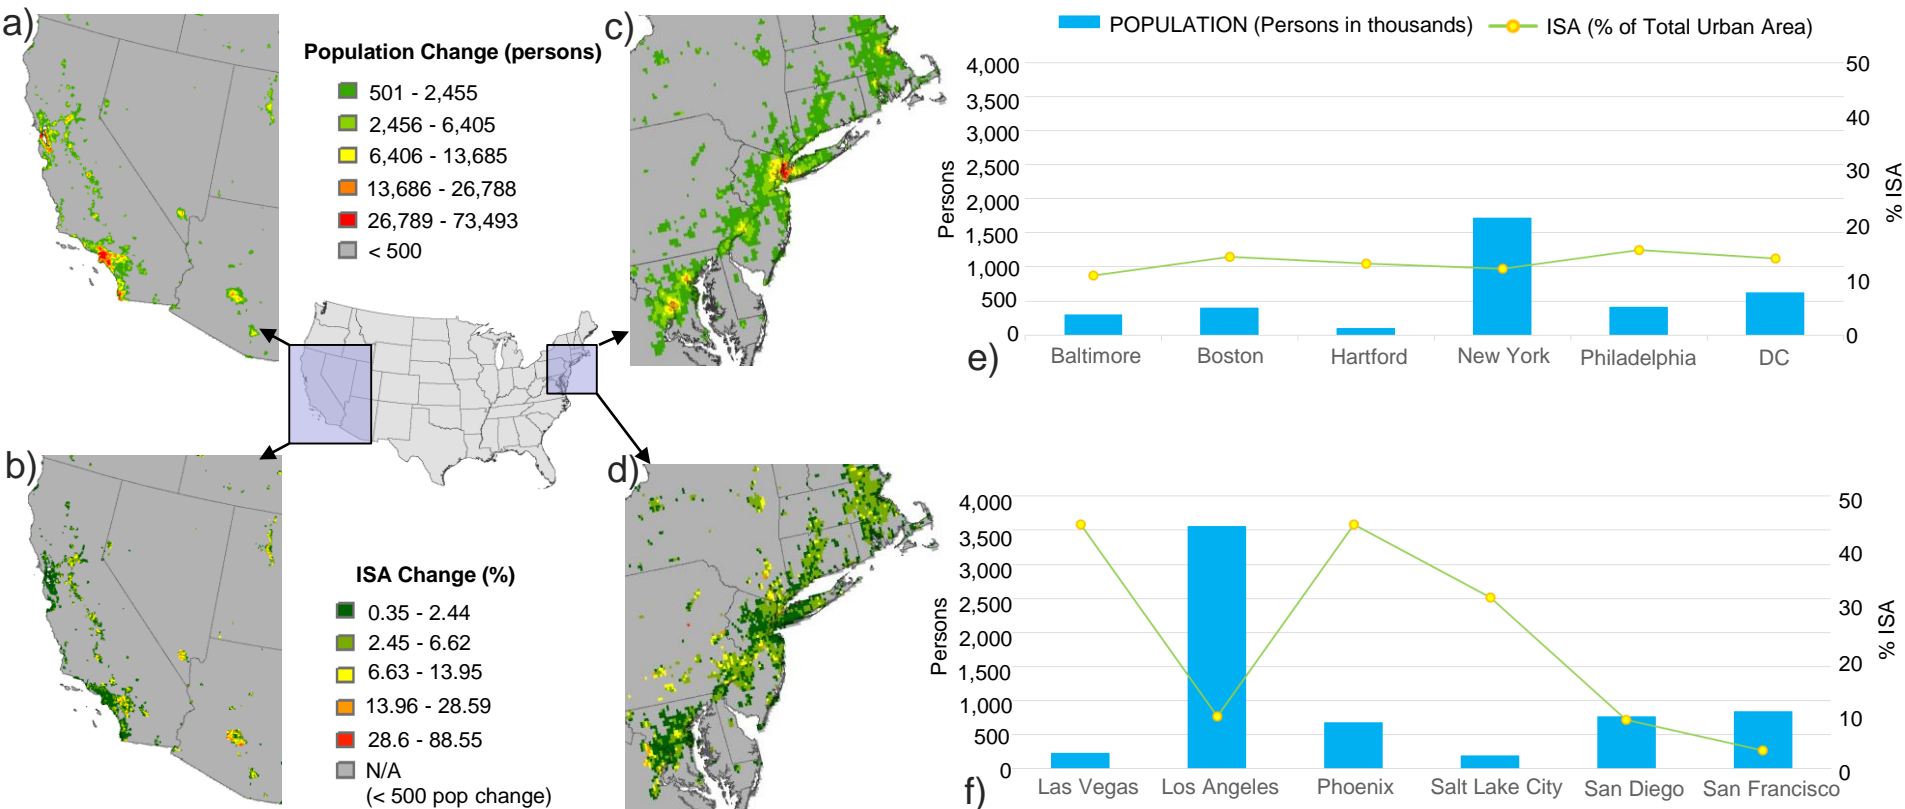 a)
Population Change (persons)
501 - 2,455
2,456 - 6,405
6,406 - 13,685
13,686 - 26,788
26,789 - 73,493
< 500
b)
ISA Change (%)
0.35 - 2.44
2.45 - 6.62
6.63 - 13.95
13.96 - 28.59
28.6 - 88.55
N/A
(< 500 pop change)
c)
d)
POPULATION (Persons in thousands)
ISA (% of Total Urban Area)
4,000
3,500
3,000
2,500
2,000
1,500
1,000
500
0
Persons
50
40
30
20
10
0
% ISA
Baltimore
Boston
Hartford
New York
Philadelphia
DC
e)
4,000
3,500
3,000
2,500
2,000
1,500
1,000
500
0
Persons
50
40
30
20
10
0
% ISA
Las Vegas
Los Angeles
Phoenix
Salt Lake City
San Diego
San Francisco
f)